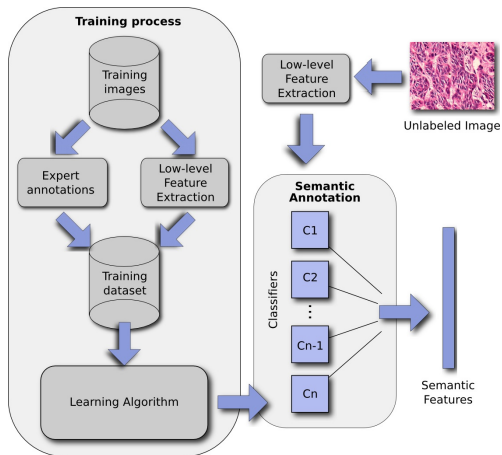 Training process
Training
images
Expert
annotations
Low-level
Feature
Extraction
Training
dataset
Learning Algorithm
Low-level
Feature
Extraction
Unlabeled Image
Semantic
Annotation
Classifiers
C1
C2
...
Cn-1
Cn
Semantic
Features